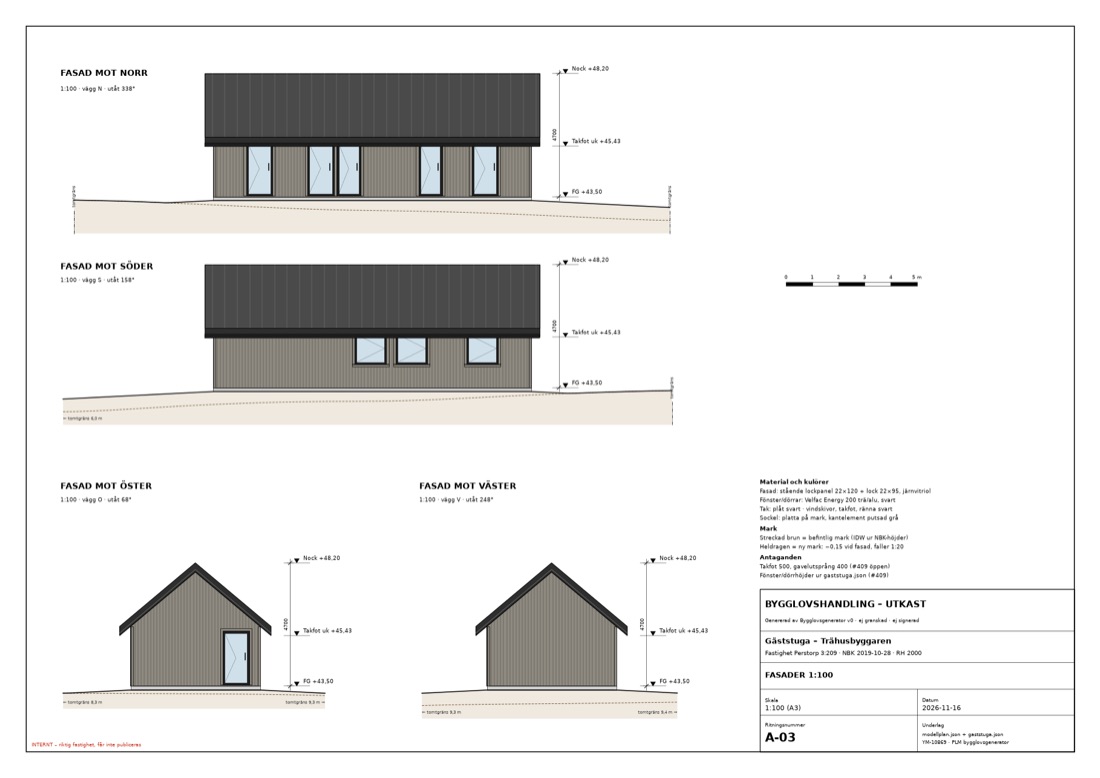 FASAD MOT NORR
1:100 · vägg N · utåt 338°
Nock +48,20
4700
Takfot uk +45,43
FG +43,50
tomtgräns
tomtgräns
FASAD MOT SÖDER
1:100 · vägg S · utåt 158°
Nock +48,20
4700
Takfot uk +45,43
FG +43,50
tomtgräns
← tomtgräns 9,0 m
0 1 2 3 4 5 m
FASAD MOT ÖSTER
1:100 · vägg O · utåt 68°
Nock +48,20
4700
Takfot uk +45,43
FG +43,50
← tomtgräns
tomtgräns
FASAD MOT VÄSTER
1:100 · vägg V · utåt 248°
Nock +48,20
4700
Takfot uk +45,43
FG +43,50
← tomtgräns
tomtgräns
Material och kulörer
Fasad: stående lockpanel 22×120 + lock 22×95, järnvitriol
Fönster/dörrar: Velfac Energy 200 trä/alu, svart
Tak: plåt svart · vindskivor, takfot, ränna svart
Sockel: platta på mark, kantelement putsad grå
Mark
Streckad brun = befintlig mark (IDW ur NBK-höjder)
Heldragen = ny mark: −0,15 vid fasad, faller 1:20
Antaganden
Takfot 500, gavelutsprång 400 (#409 öppen)
Fönster/dörrhöjder ur gaststuga.json (#409)
BYGGLOVSHANDLING – UTKAST
Genererad av Bygglovsgenerator v0 · ej granskad · ej signerad
Gäststuga – Trähusbyggaren
Fastighet Perstorp 3:209 · NBK 2019-10-28 · RH 2000
FASADER 1:100
Skala
1:100 (A3)
Datum
2026-11-16
Ritningsnummer
A-03
Underlag
modellplan.json + gaststuga.json
YM-10869 · PLM bygglovsgenerator
INTERNT – riktig fastighet, får inte publiceras